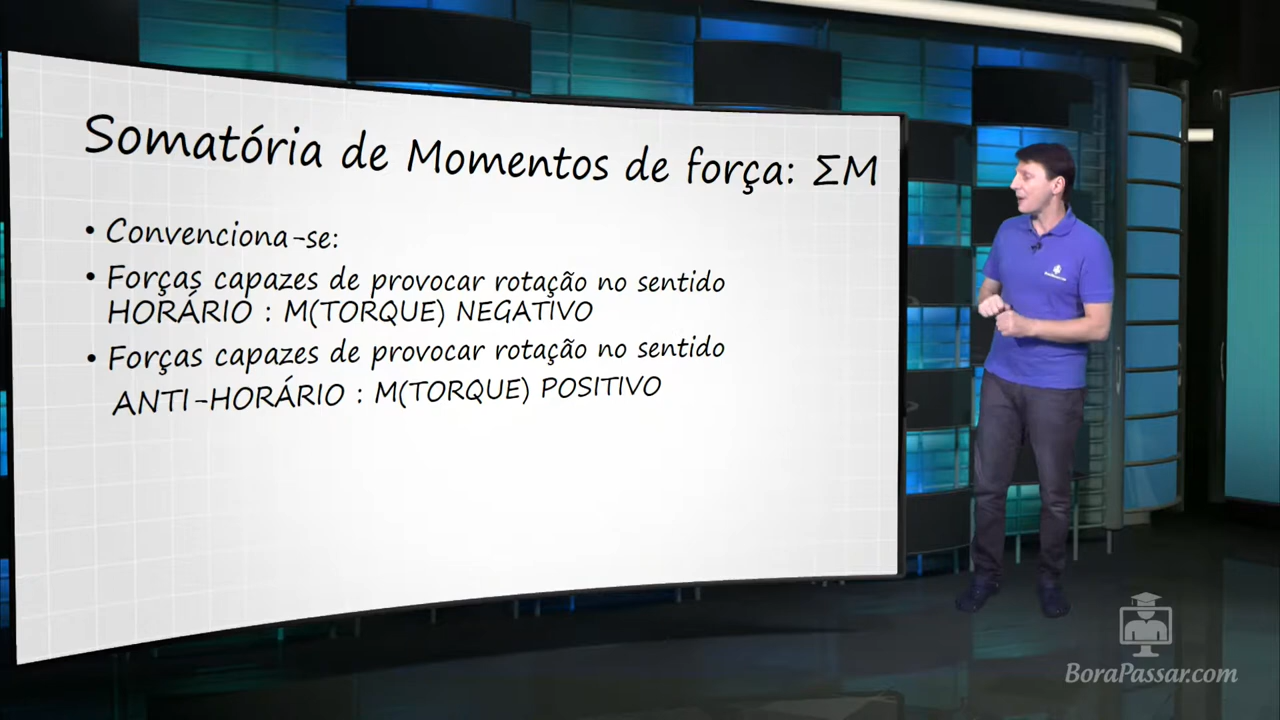 Somatória de Momentos de força: ΣM
• Convenciona-se:
• Forças capazes de provocar rotação no sentido
HORÁRIO : M(TORQUE) NEGATIVO
• Forças capazes de provocar rotação no sentido
ANTI-HORÁRIO : M(TORQUE) POSITIVO
BoraPassar.com